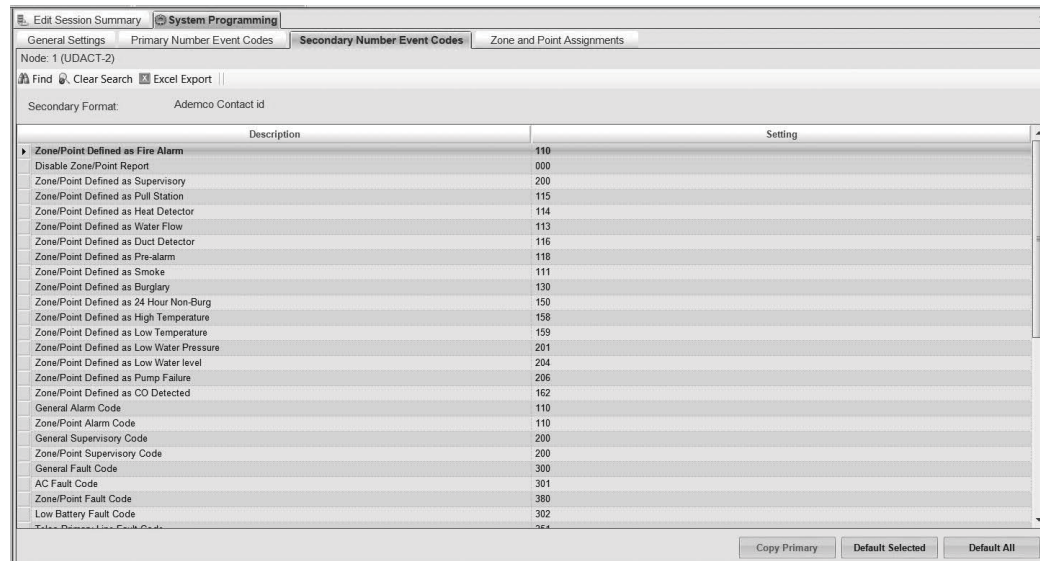 Edit Session Summary System Programming
General Settings Primary Number Event Codes Secondary Number Event Codes Zone and Point Assignments
Node: 1 (UDACT-2)
Find Clear Search Excel Export
Secondary Format: Ademco Contact id
Description Setting
Zone/Point Defined as Fire Alarm 110
Disable Zone/Point Report 000
Zone/Point Defined as Supervisory 200
Zone/Point Defined as Pull Station 115
Zone/Point Defined as Heat Detector 114
Zone/Point Defined as Water Flow 113
Zone/Point Defined as Duct Detector 116
Zone/Point Defined as Pre-alarm 118
Zone/Point Defined as Smoke 111
Zone/Point Defined as Burglary 130
Zone/Point Defined as 24 Hour Non-Burg 150
Zone/Point Defined as High Temperature 158
Zone/Point Defined as Low Temperature 159
Zone/Point Defined as Low Water Pressure 201
Zone/Point Defined as Low Water level 204
Zone/Point Defined as Pump Failure 206
Zone/Point Defined as CO Detected 162
General Alarm Code 110
Zone/Point Alarm Code 110
General Supervisory Code 200
Zone/Point Supervisory Code 200
General Fault Code 300
AC Fault Code 301
Zone/Point Fault Code 380
Low Battery Fault Code 302
Telco Primary Line Fault Code 351
Copy Primary Default Selected Default All